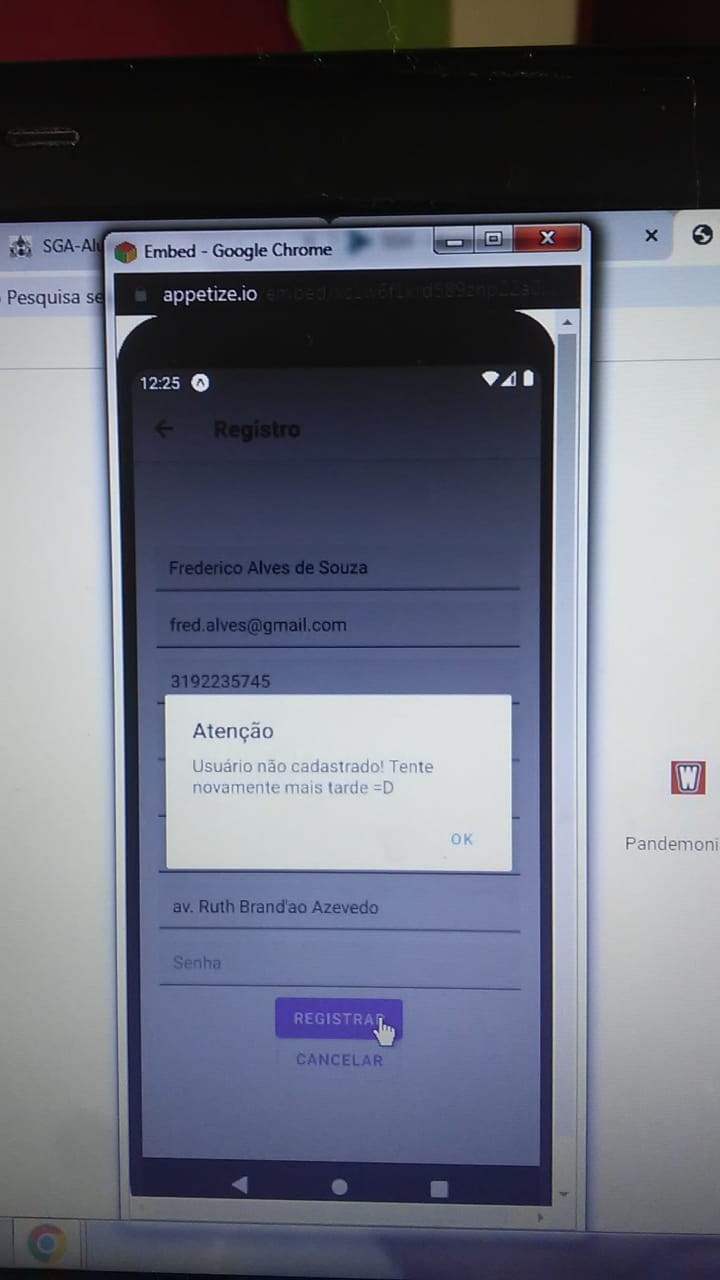 SGA-Al
Embed - Google Chrome
Pesquisa se
appetize.io
12:25
Registro
Frederico Alves de Souza
fred.alves@gmail.com
3192235745
Atenção
Usuário não cadastrado! Tente
novamente mais tarde =D
OK
W
Pandemoni
av. Ruth Brand'ao Azevedo
Senha
REGISTRAR
CANCELAR